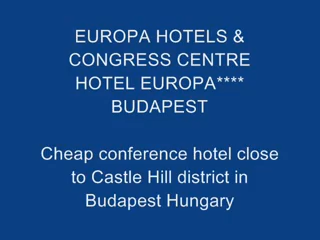 EUROPA HOTELS &
CONGRESS CENTRE
HOTEL EUROPA****
BUDAPEST
Cheap conference hotel close
to Castle Hill district in
Budapest Hungary